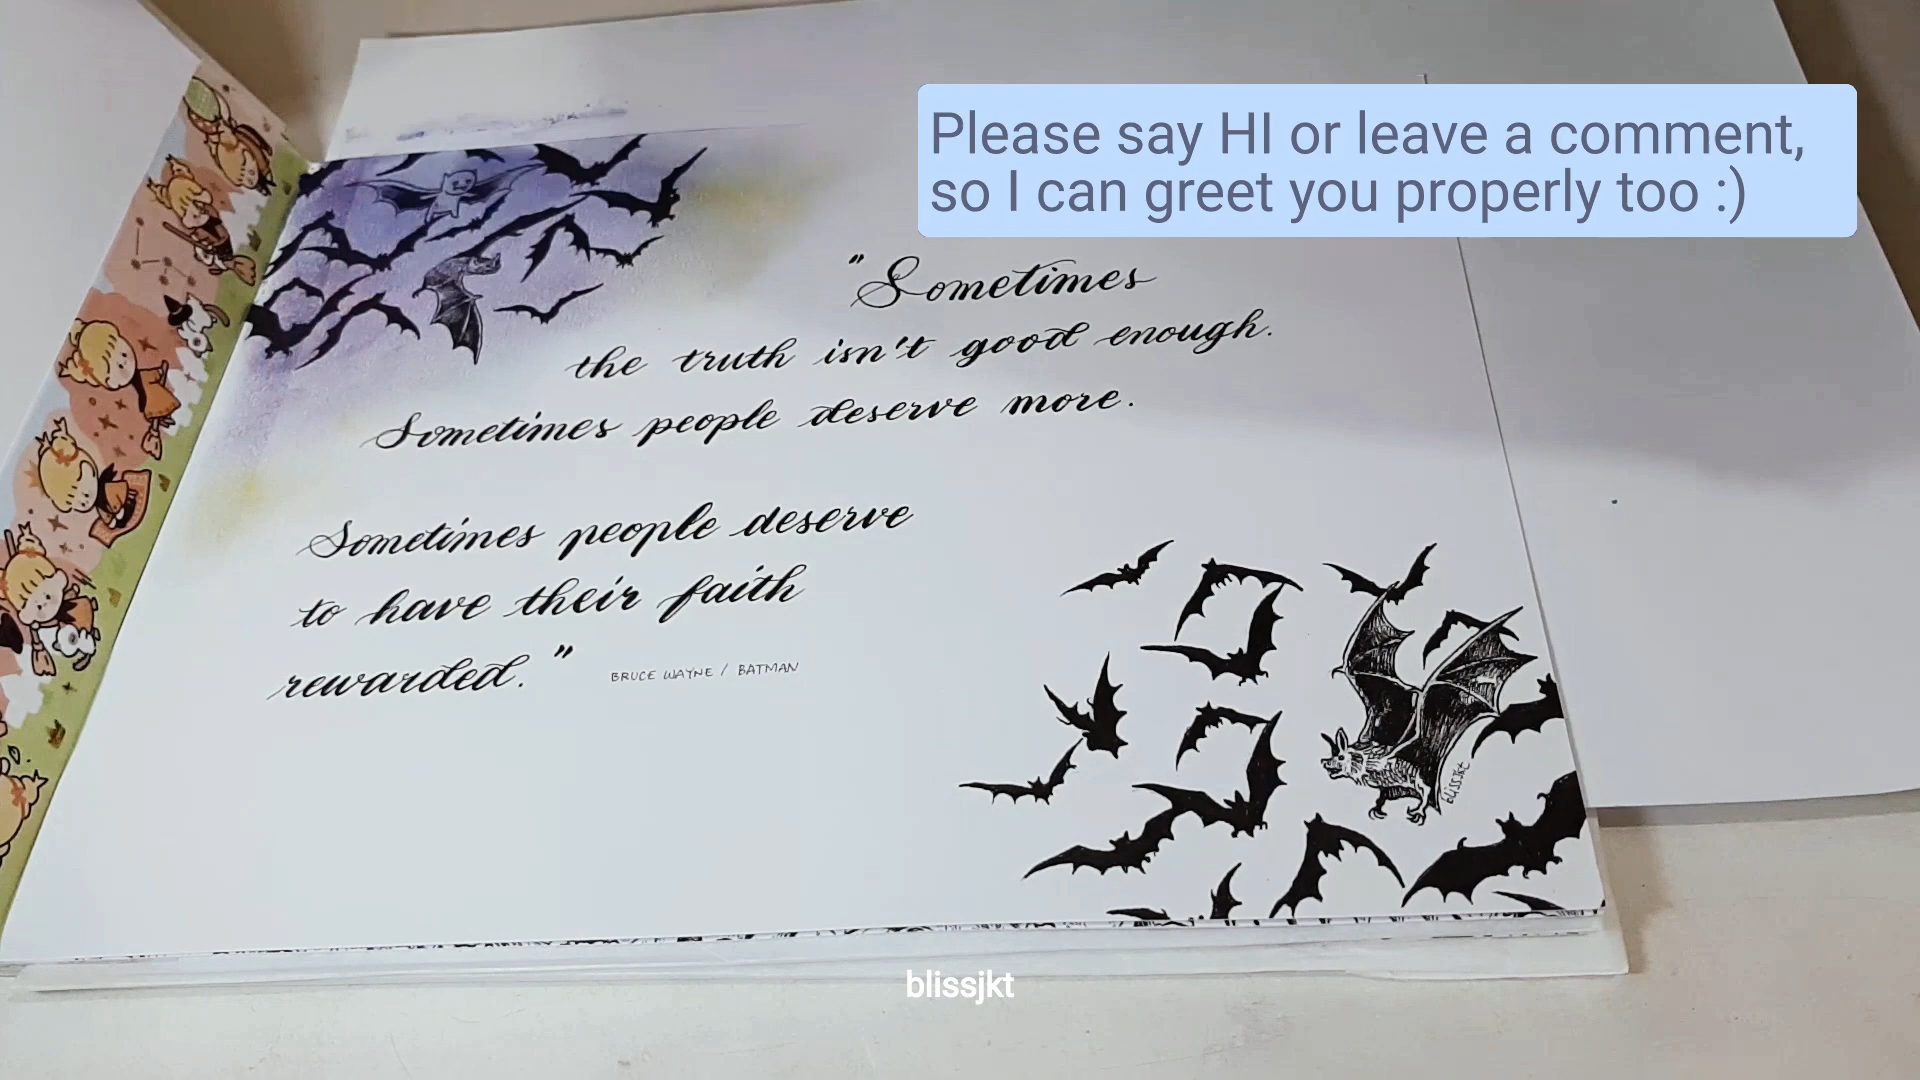 Please say HI or leave a comment,
so I can greet you properly too :)
"Sometimes
the truth isn't good enough.
Sometimes people deserve more.
Sometimes people deserve
to have their faith
rewarded."
BRUCE WAYNE / BATMAN
blissjkt
blissjkt